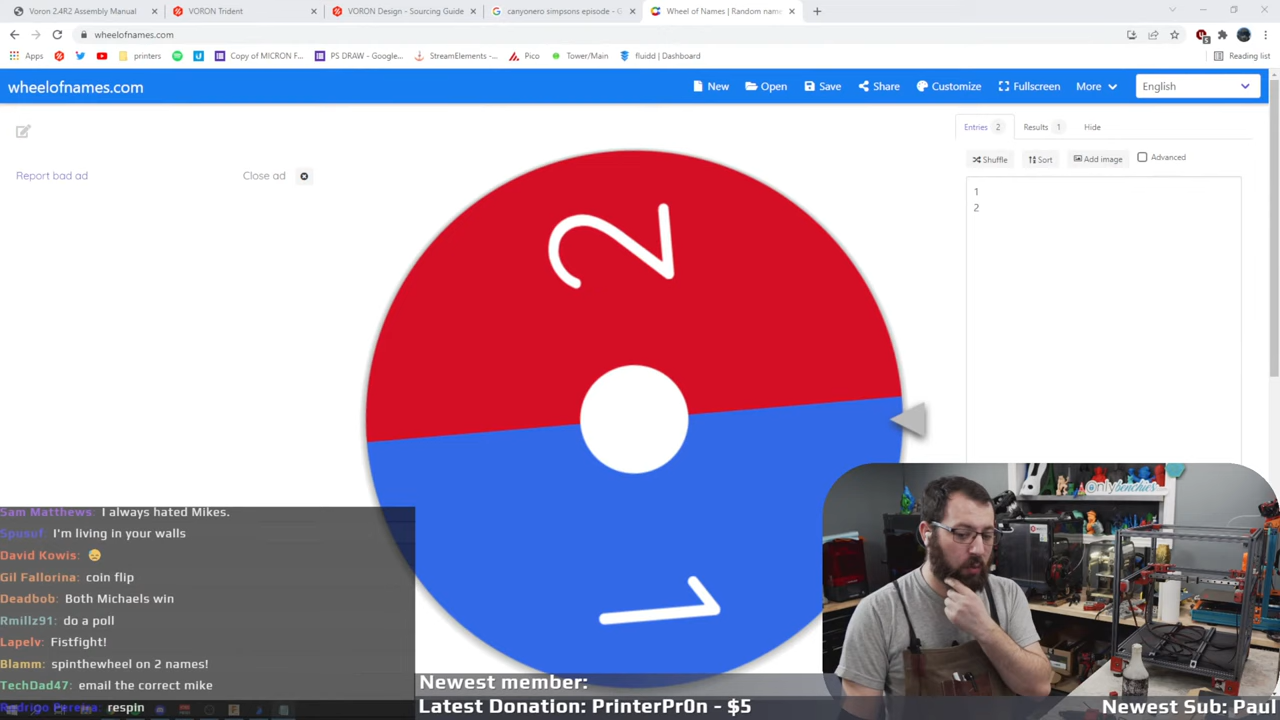 Voron 2.4R2 Assembly Manual
VORON Trident
VORON Design - Sourcing Guide
canyonero simpsons episode - G
Wheel of Names | Random name
wheelofnames.com
Apps
printers
Copy of MICRON F...
PS DRAW - Google...
StreamElements -...
Pico
Tower/Main
fluidd | Dashboard
Reading list
wheelofnames.com
New
Open
Save
Share
Customize
Fullscreen
More
English
Entries 2
Results 1
Hide
Report bad ad
Close ad
Shuffle
Sort
Add image
Advanced
1
2
2
1
@nlybenchies
Sam Matthews: I always hated Mikes.
Spusuf: I'm living in your walls
David Kowis:
Gil Fallorina: coin flip
Deadbob: Both Michaels win
Rmillz91: do a poll
Lapelv: Fistfight!
Blamm: spinthewheel on 2 names!
TechDad47: email the correct mike
Rodrigo Pereira: respin
Newest member:
Latest Donation: PrinterPr0n - $5
Newest Sub: Paul